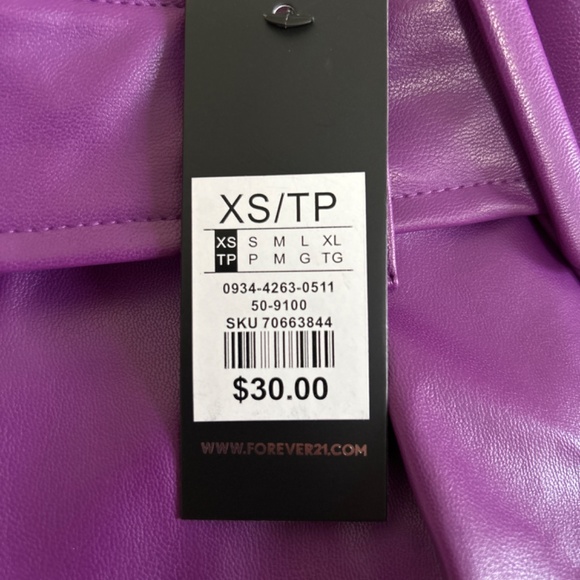 XS/TP
XS S M L XL
TP P M G TG
0934-4263-0511
50-9100
SKU 70663844
$30.00
WWW.FOREVER21.COM